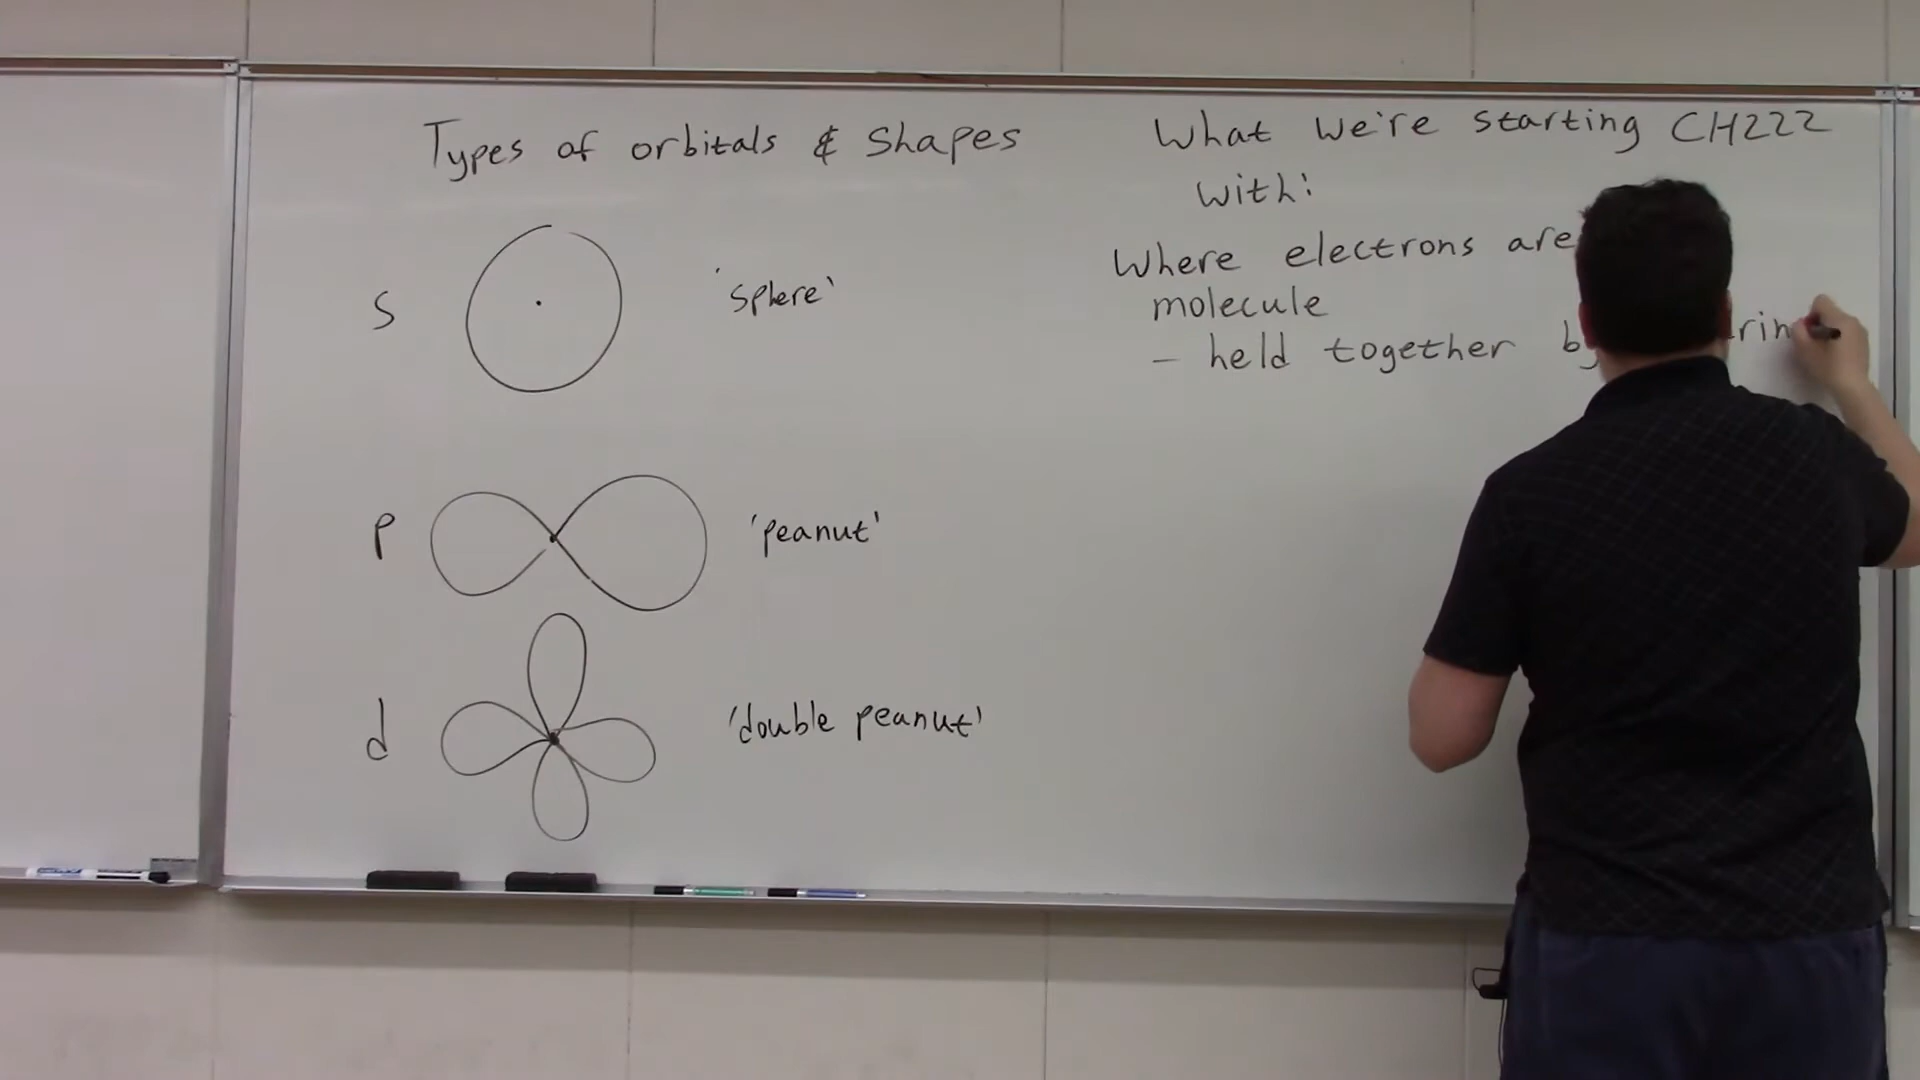 Types of orbitals & Shapes
S
'sphere'
P
'peanut'
d
'double peanut'
What we're starting CH222
with:
Where electrons are
molecule
- held together